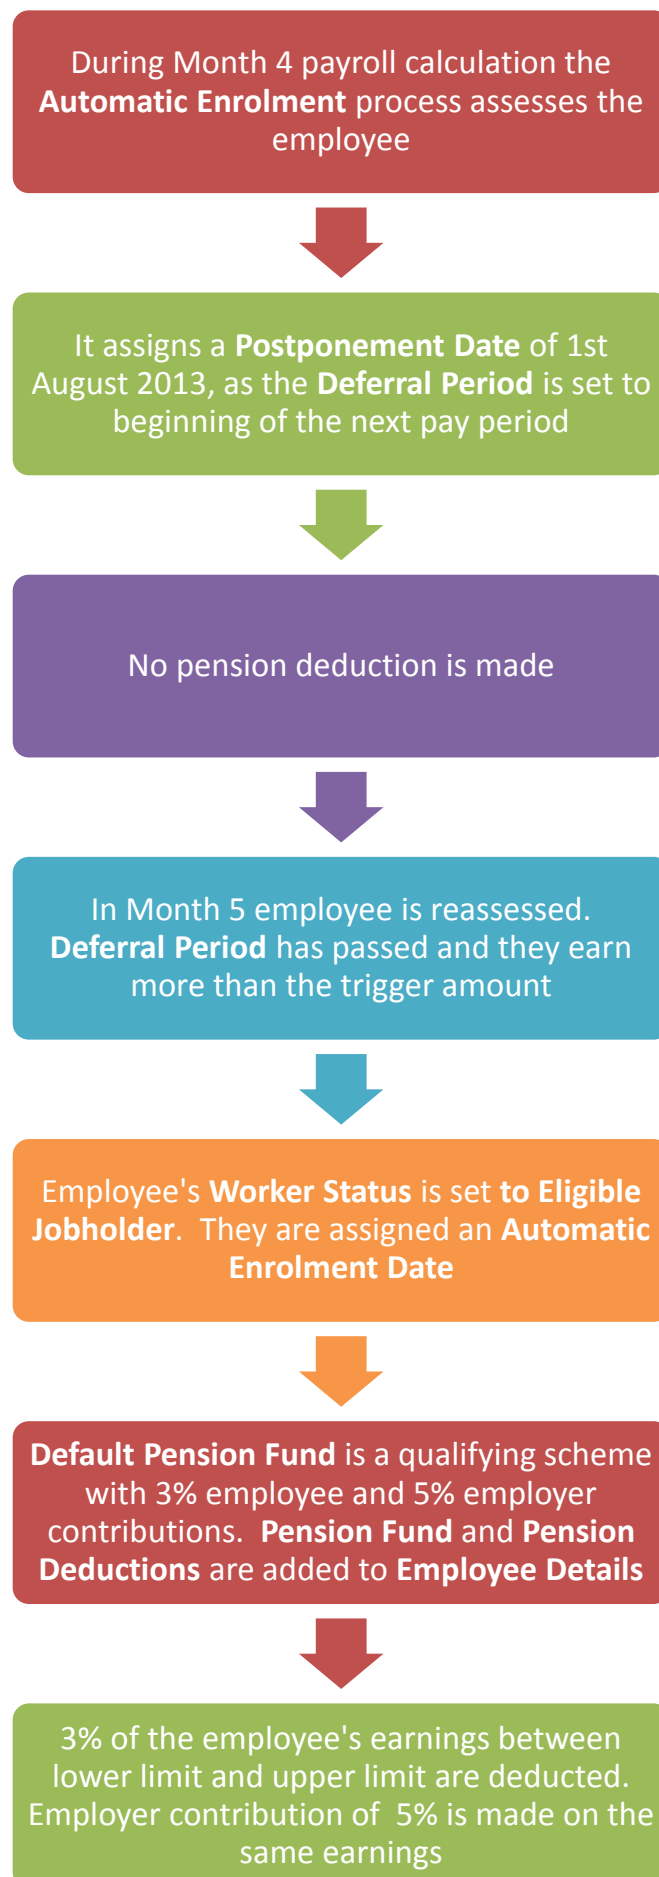 During Month 4 payroll calculation the
Automatic Enrolment process assesses the
employee
It assigns a Postponement Date of 1st
August 2013, as the Deferral Period is set to
beginning of the next pay period
No pension deduction is made
In Month 5 employee is reassessed.
Deferral Period has passed and they earn
more than the trigger amount
Employee's Worker Status is set to Eligible
Jobholder.  They are assigned an Automatic
Enrolment Date
Default Pension Fund is a qualifying scheme
with 3% employee and 5% employer
contributions.  Pension Fund and Pension
Deductions are added to Employee Details
3% of the employee's earnings between
lower limit and upper limit are deducted.
Employer contribution of  5% is made on the
same earnings